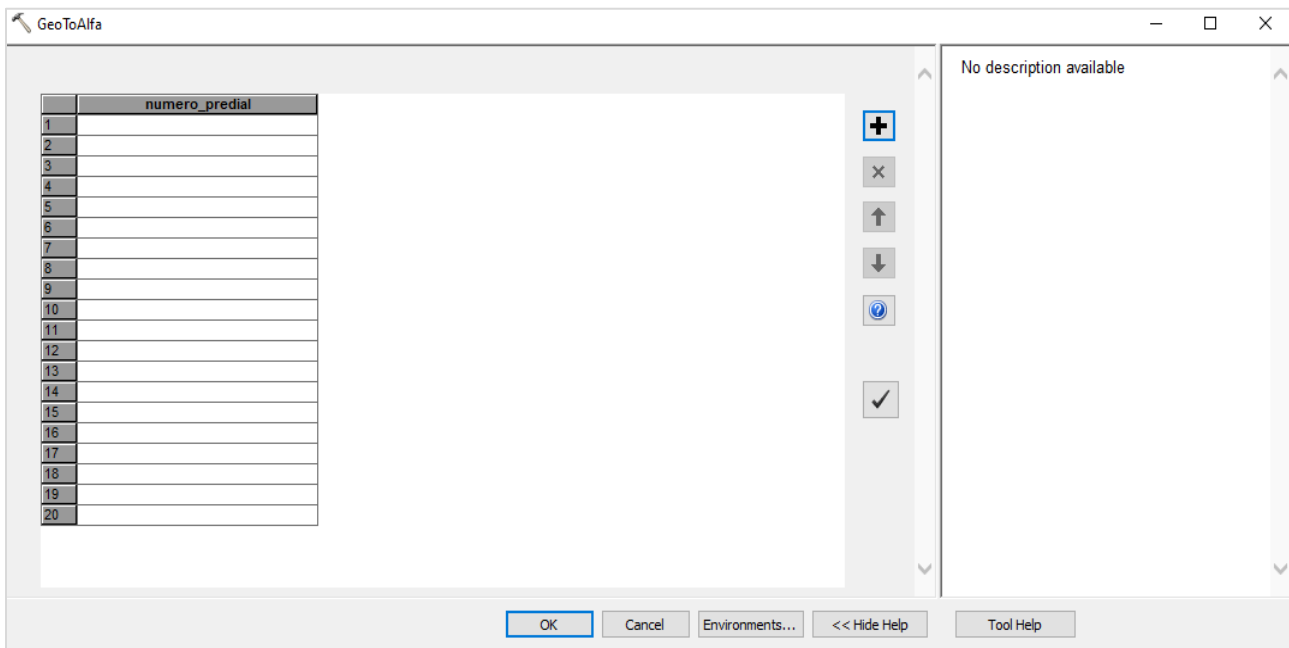 GeoToAlfa
No description available
numero_predial
1
2
3
4
5
6
7
8
9
10
11
12
13
14
15
16
17
18
19
20
OK
Cancel
Environments...
<< Hide Help
Tool Help